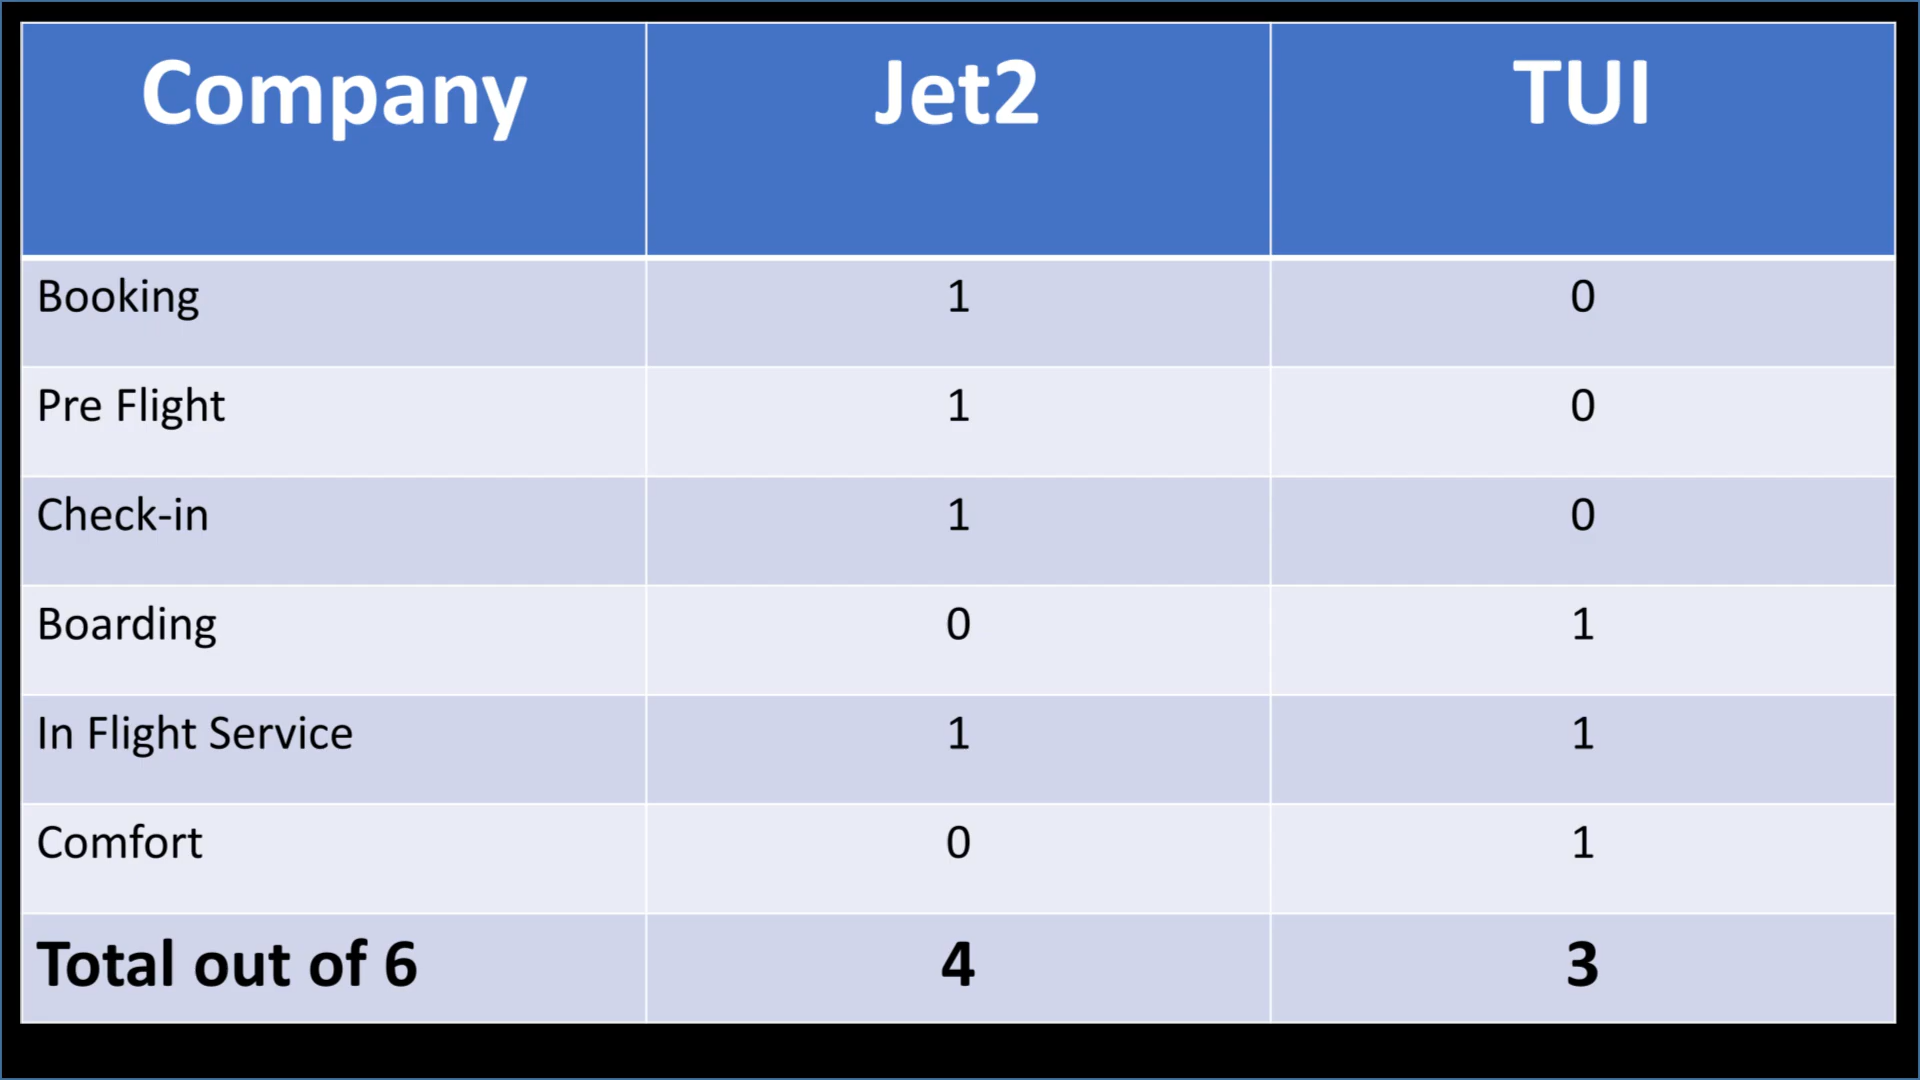 Company Jet2 TUI
Booking 1 0
Pre Flight 1 0
Check-in 1 0
Boarding 0 1
In Flight Service 1 1
Comfort 0 1
Total out of 6 4 3